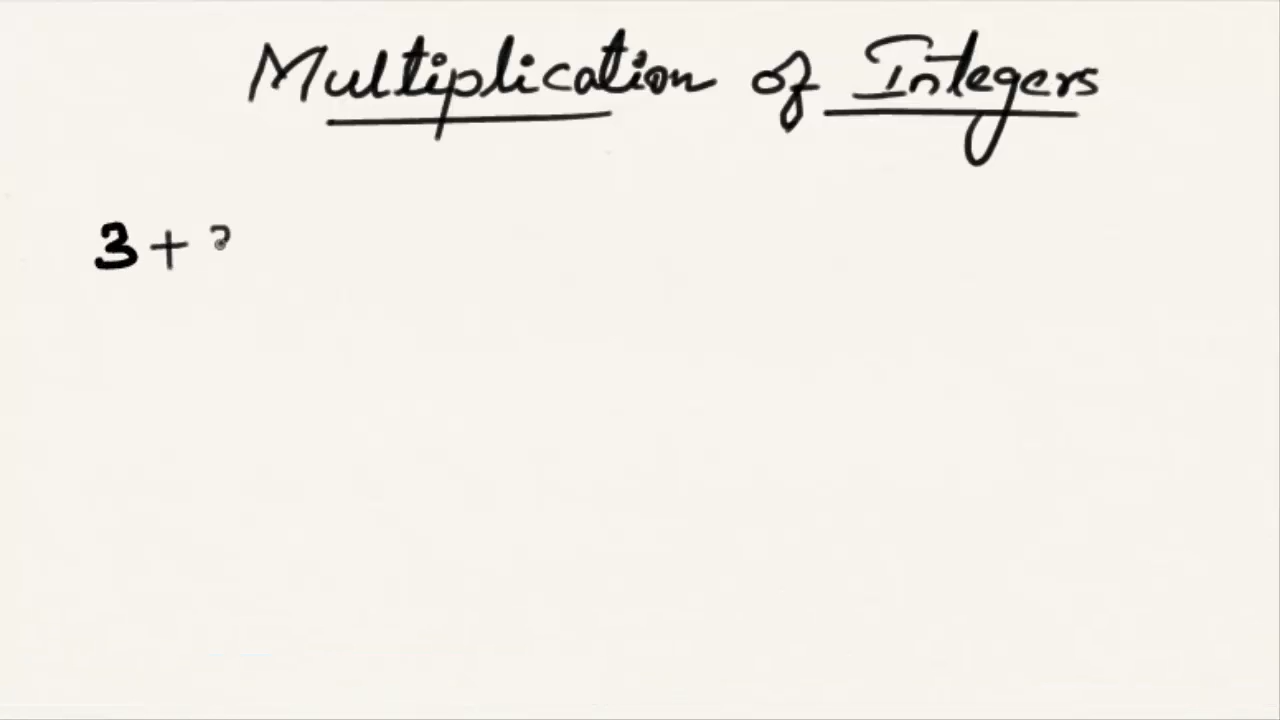 Multiplication of Integers
3 +